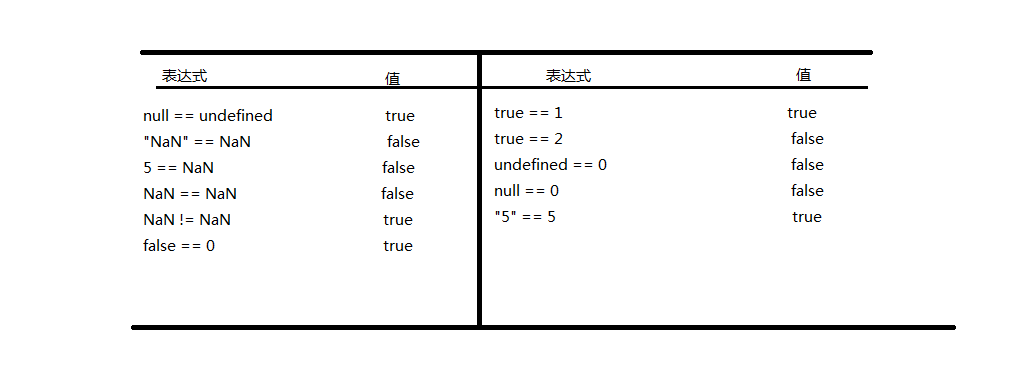 表达式 值 表达式 值
null == undefined true true == 1 true
"NaN" == NaN false true == 2 false
5 == NaN false undefined == 0 false
NaN == NaN false null == 0 false
NaN != NaN true "5" == 5 true
false == 0 true